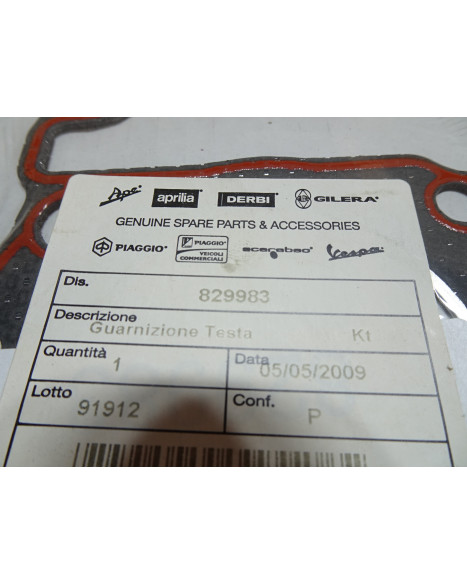 Ape aprilia DERBI GILERA
GENUINE SPARE PARTS & ACCESSORIES
PIAGGIO PIAGGIO scarabeo Vespa
VEICOLI
COMMERCIALI
Dis.
829983
Descrizione
Guarnizione Testa Kt
Quantità Data
1 05/05/2009
Lotto Conf.
91912 P